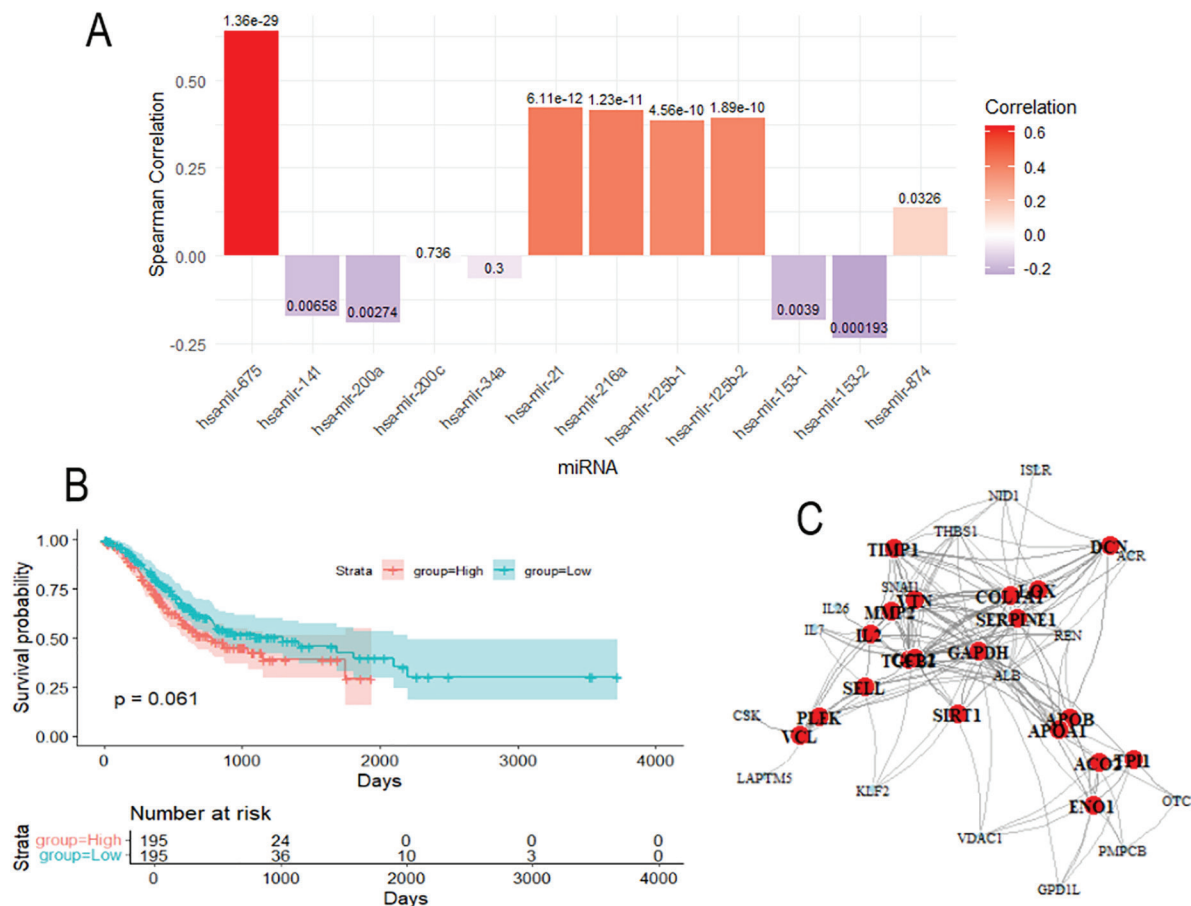 A
1.36e-29
6.11e-12
1.23e-11
4.56e-10
1.89e-10
0.0326
0.736
0.3
0.00658
0.00274
0.0039
0.000193
Spearman Correlation
0.50
0.25
0.00
-0.25
Correlation
0.6
0.4
0.2
0.0
-0.2
hsa-mir-675
hsa-mir-141
hsa-mir-200a
hsa-mir-200c
hsa-mir-34a
hsa-mir-21
hsa-mir-216a
hsa-mir-125b-1
hsa-mir-125b-2
hsa-mir-153-1
hsa-mir-153-2
hsa-mir-874
miRNA
B
Survival probability
1.00
0.75
0.50
0.25
0.00
Strata group=High group=Low
p = 0.061
0 1000 2000 3000 4000
Days
Number at risk
Strata
group=High 195 24 0 0 0
group=Low 195 36 10 3 0
0 1000 2000 3000 4000
Days
C
ISLR
NID1
THBS1
TIMP1
DCN
ACR
SNAI1
VTN
LOX
COL1A1
IL26
MMP2
SERPINE1
IL7
IL2
REN
GAPDH
ALB
SELL
CSK
PLEK
SIRT1
APOB
APOA1
VCL
LAPTM5
ACO2
TPI1
KLF2
OTC
ENO1
VDAC1
PMPCB
GPD1L